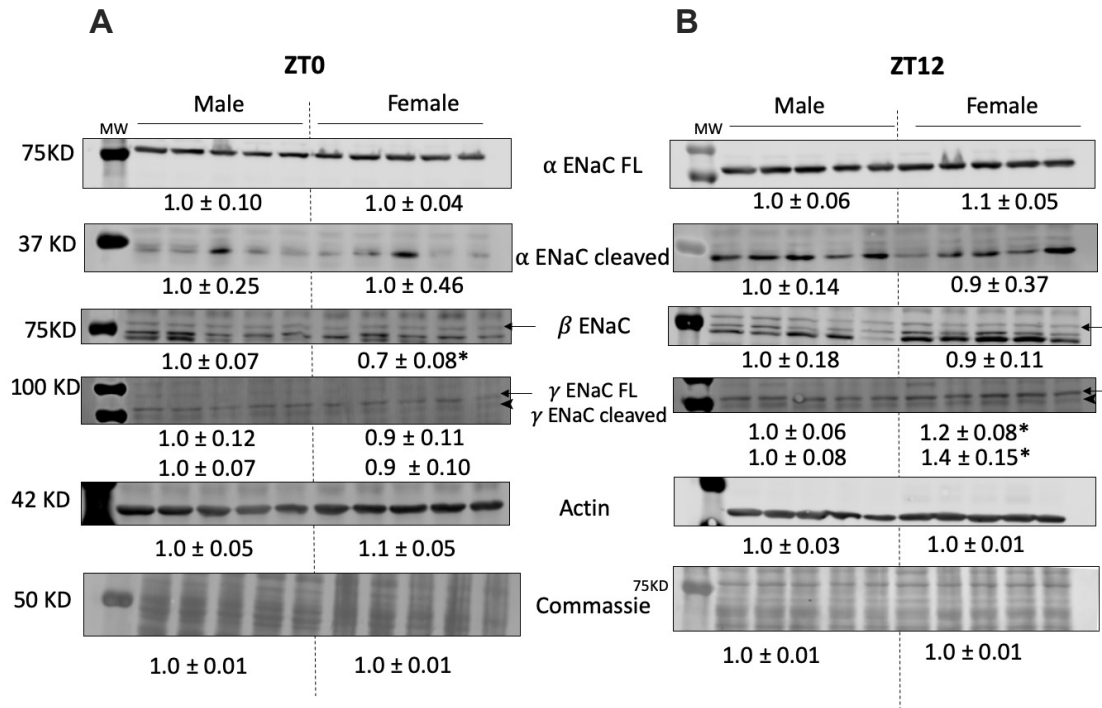 A
B
ZT0
ZT12
Male
Female
Male
Female
MW
MW
75KD
α ENaC FL
1.0 ± 0.10
1.0 ± 0.04
1.0 ± 0.06
1.1 ± 0.05
37 KD
α ENaC cleaved
1.0 ± 0.25
1.0 ± 0.46
1.0 ± 0.14
0.9 ± 0.37
75KD
β ENaC
1.0 ± 0.07
0.7 ± 0.08*
1.0 ± 0.18
0.9 ± 0.11
100 KD
γ ENaC FL
γ ENaC cleaved
1.0 ± 0.12
0.9 ± 0.11
1.0 ± 0.06
1.2 ± 0.08*
1.0 ± 0.07
0.9 ± 0.10
1.0 ± 0.08
1.4 ± 0.15*
42 KD
Actin
1.0 ± 0.05
1.1 ± 0.05
1.0 ± 0.03
1.0 ± 0.01
50 KD
Commassie
75KD
1.0 ± 0.01
1.0 ± 0.01
1.0 ± 0.01
1.0 ± 0.01